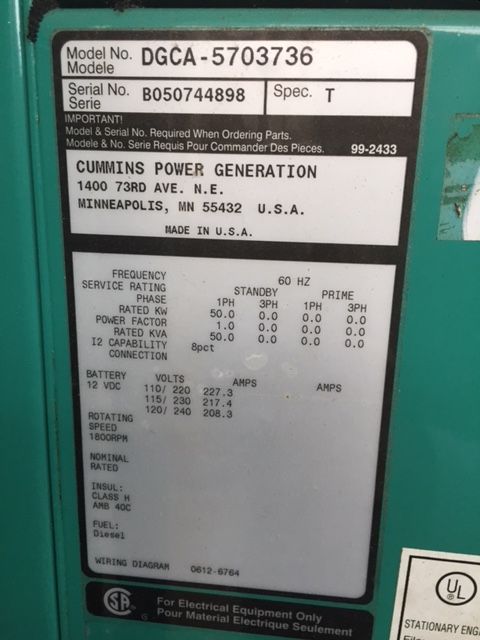 Model No. DGCA-5703736
Modele
Serial No. B050744898 Spec. T
Serie
IMPORTANT!
Model & Serial No. Required When Ordering Parts.
Modele & No. Serie Requis Pour Commander Des Pieces. 99-2433
CUMMINS POWER GENERATION
1400 73RD AVE. N.E.
MINNEAPOLIS, MN 55432 U.S.A.
MADE IN U.S.A.
FREQUENCY 60 HZ
SERVICE RATING STANDBY PRIME
PHASE 1PH 3PH 1PH 3PH
RATED KW 50.0 0.0 0.0 0.0
POWER FACTOR 1.0 0.0 0.0 0.0
RATED KVA 50.0 0.0 0.0 0.0
I2 CAPABILITY 8pct
CONNECTION
BATTERY VOLTS AMPS AMPS
12 VDC 110/ 220 227.3
115/ 230 217.4
120/ 240 208.3
ROTATING
SPEED
1800RPM
NOMINAL
RATED
INSUL:
CLASS H
AMB 40C
FUEL:
Diesel
WIRING DIAGRAM 0612-6764
SA
G For Electrical Equipment Only
Pour Material Electrique Seulement
UL
STATIONARY ENG